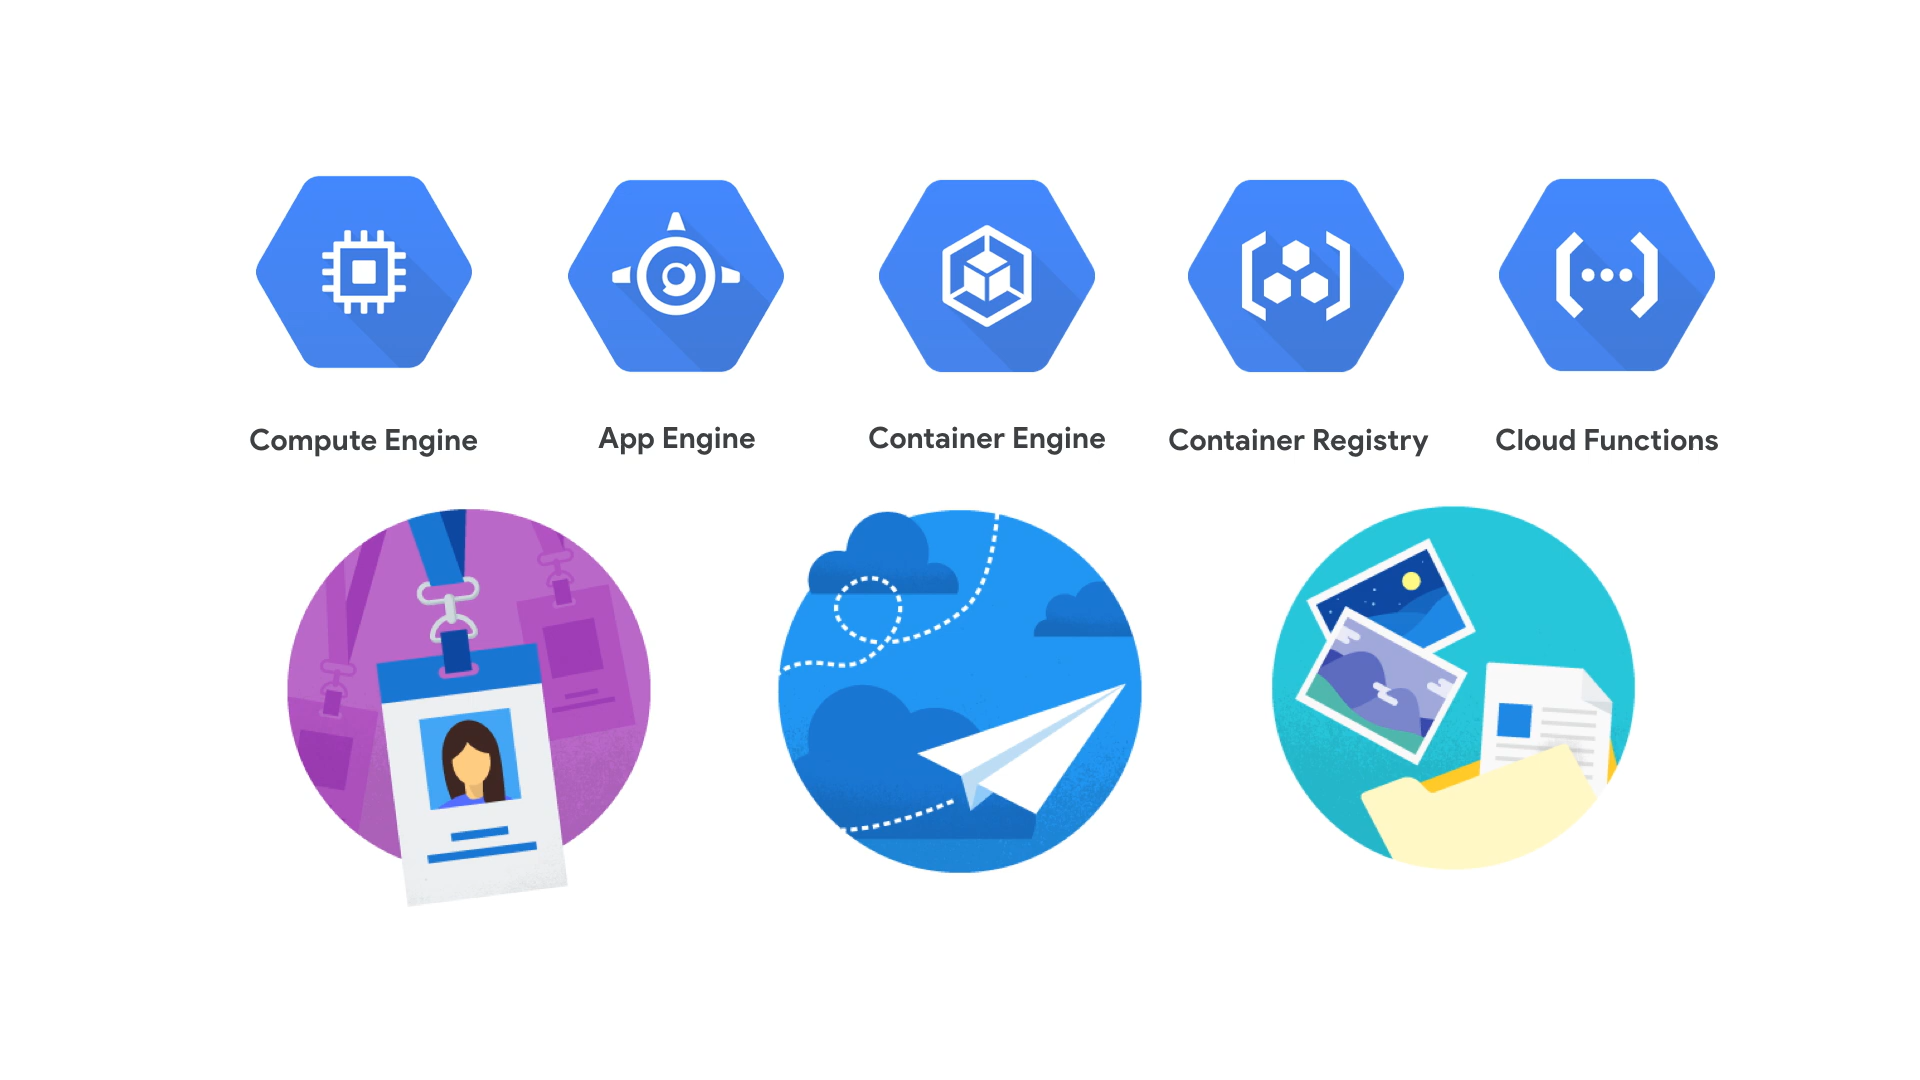 Compute Engine
App Engine
Container Engine
Container Registry
Cloud Functions